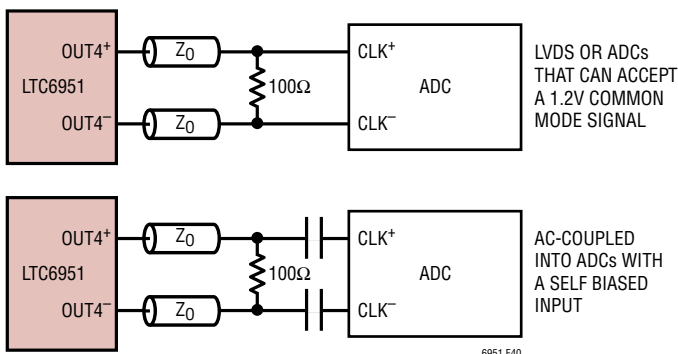 OUT4+
Z0
CLK+
LTC6951
100Ω
ADC
OUT4–
Z0
CLK–
LVDS OR ADCs
THAT CAN ACCEPT
A 1.2V COMMON
MODE SIGNAL
OUT4+
Z0
CLK+
LTC6951
100Ω
ADC
OUT4–
Z0
CLK–
AC-COUPLED
INTO ADCs WITH
A SELF BIASED
INPUT
6951 F40